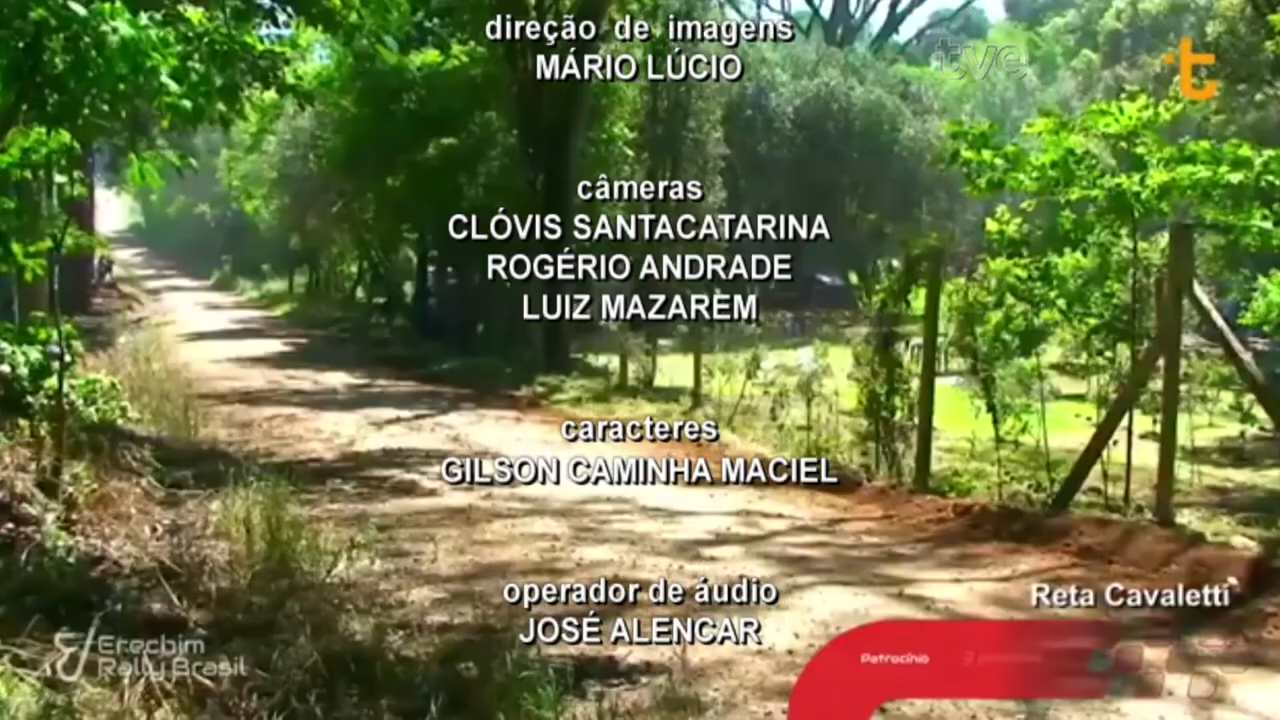 direção de imagens
MÁRIO LÚCIO
tve
t
câmeras
CLÓVIS SANTACATARINA
ROGÉRIO ANDRADE
LUIZ MAZAREM
caracteres
GILSON CAMINHA MACIEL
operador de áudio
JOSÉ ALENCAR
Reta Cavaletti
Erechim
Rally Brasil
Patrocínio